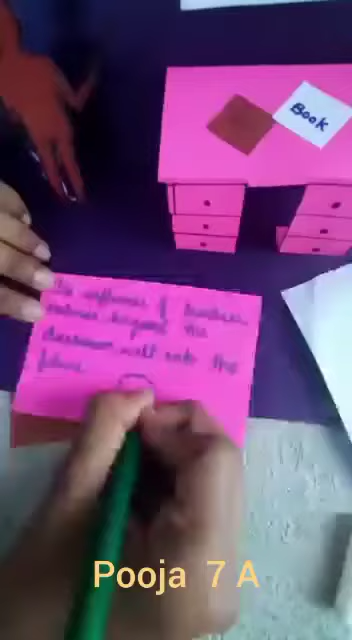 Book
The influence of teachers
extends beyond the
classroom well into the
future
Pooja 7 A